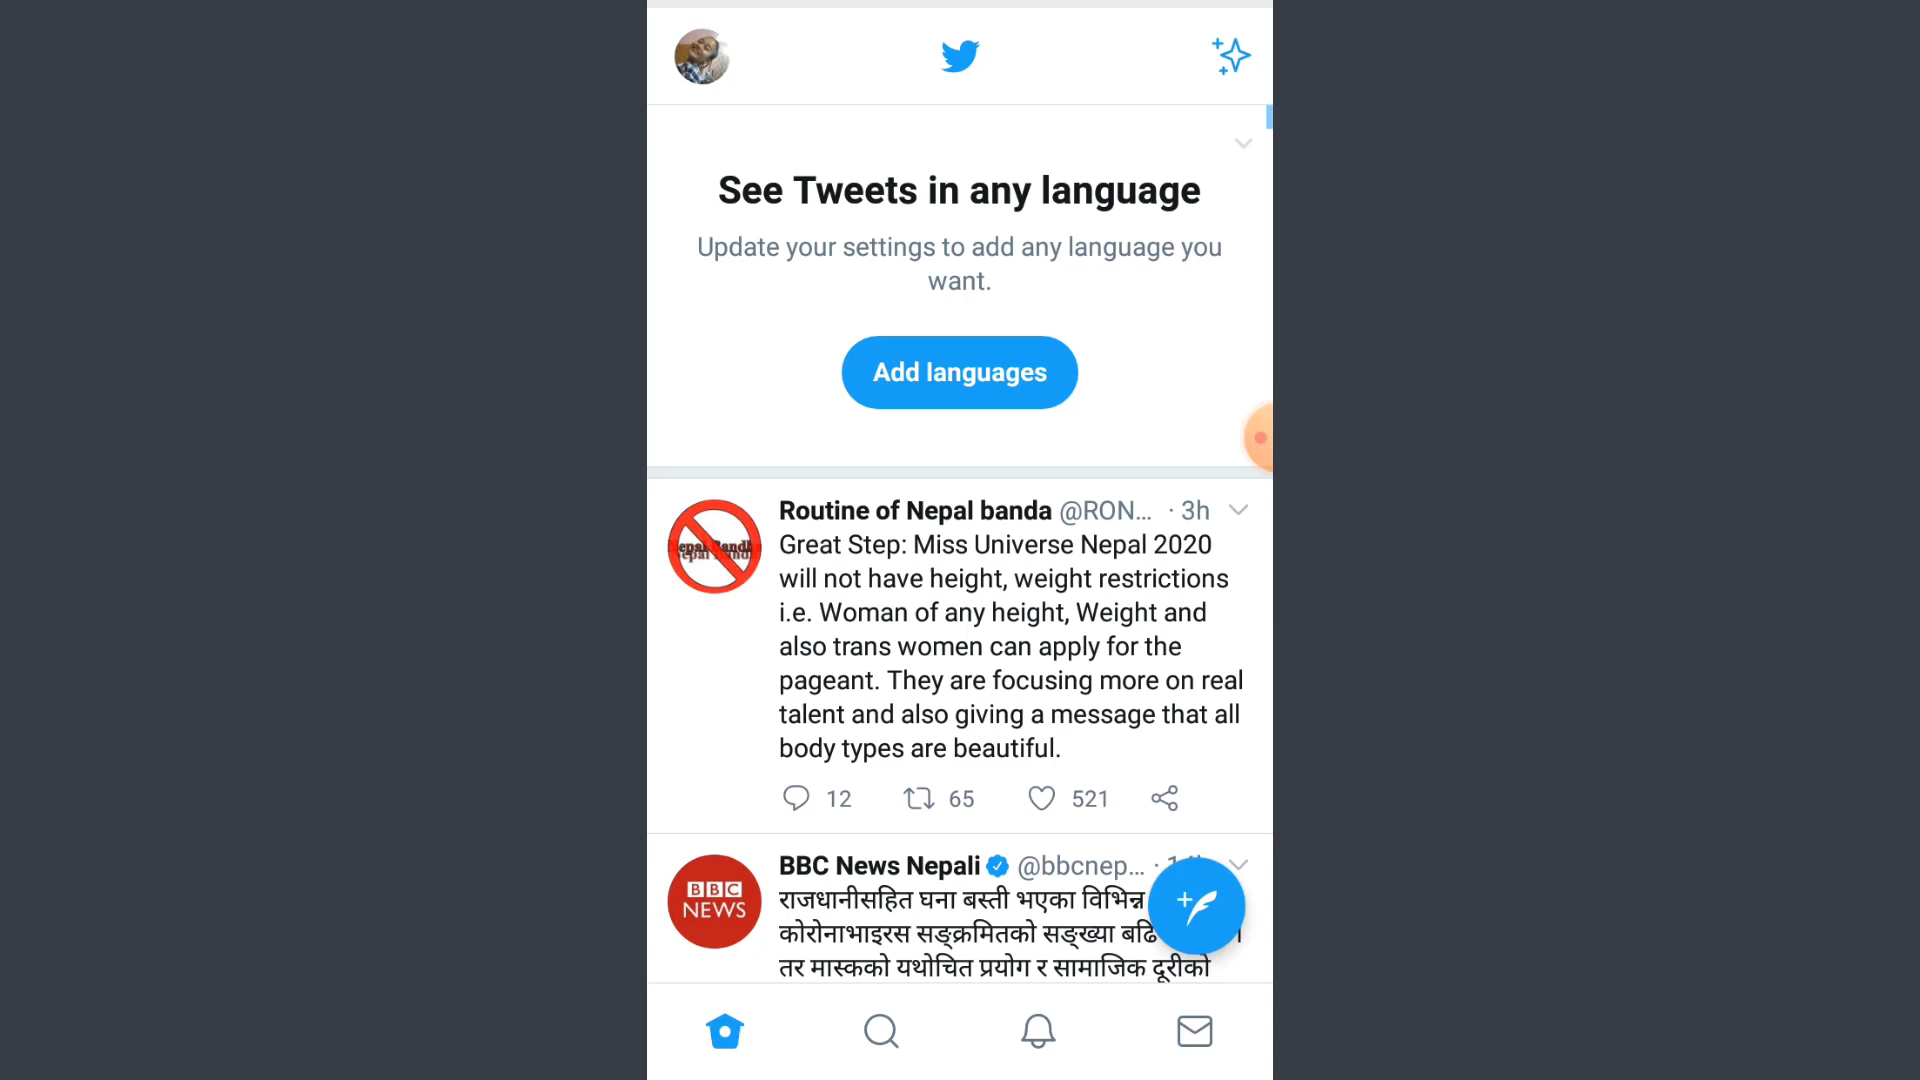 See Tweets in any language
Update your settings to add any language you
want.
Add languages
Routine of Nepal banda @RON... · 3h
Great Step: Miss Universe Nepal 2020
will not have height, weight restrictions
i.e. Woman of any height, Weight and
also trans women can apply for the
pageant. They are focusing more on real
talent and also giving a message that all
body types are beautiful.
12 65 521
BBC News Nepali @bbcnep... ·
BBC
NEWS
राजधानीसहित घना बस्ती भएका विभिन्न
कोरोनाभाइरस सङ्क्रमितको सङ्ख्या
तर मास्कको यथोचित प्रयोग र सामाजिक दूरीको